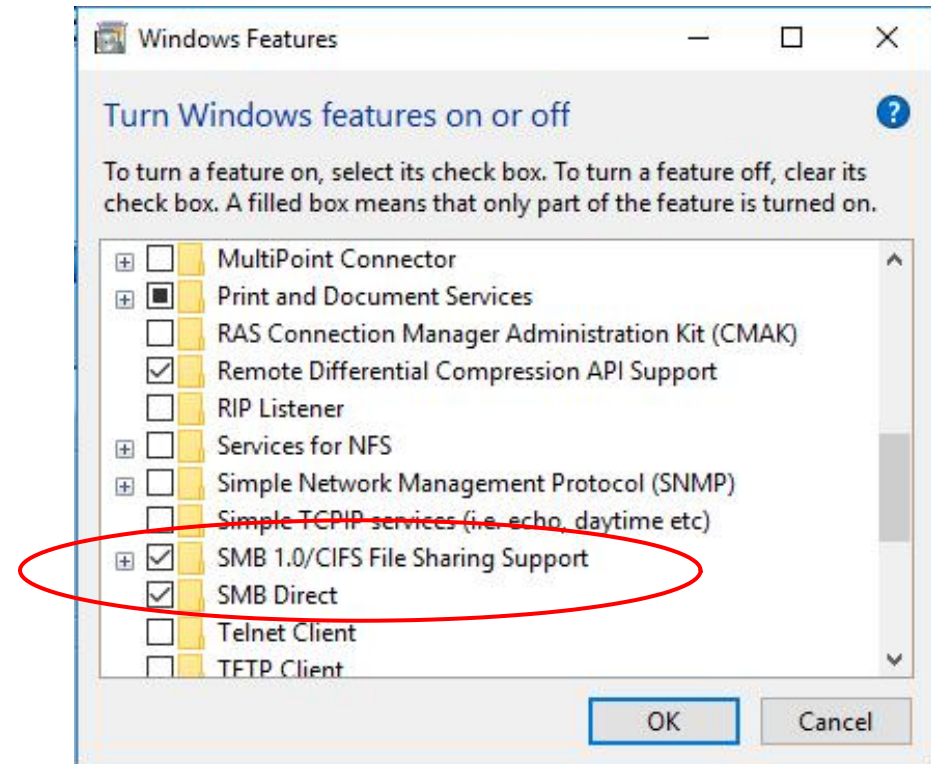 Windows Features
Turn Windows features on or off
To turn a feature on, select its check box. To turn a feature off, clear its
check box. A filled box means that only part of the feature is turned on.
MultiPoint Connector
Print and Document Services
RAS Connection Manager Administration Kit (CMAK)
Remote Differential Compression API Support
RIP Listener
Services for NFS
Simple Network Management Protocol (SNMP)
Simple TCPIP services (i.e. echo, daytime etc)
SMB 1.0/CIFS File Sharing Support
SMB Direct
Telnet Client
TFTP Client
OK Cancel